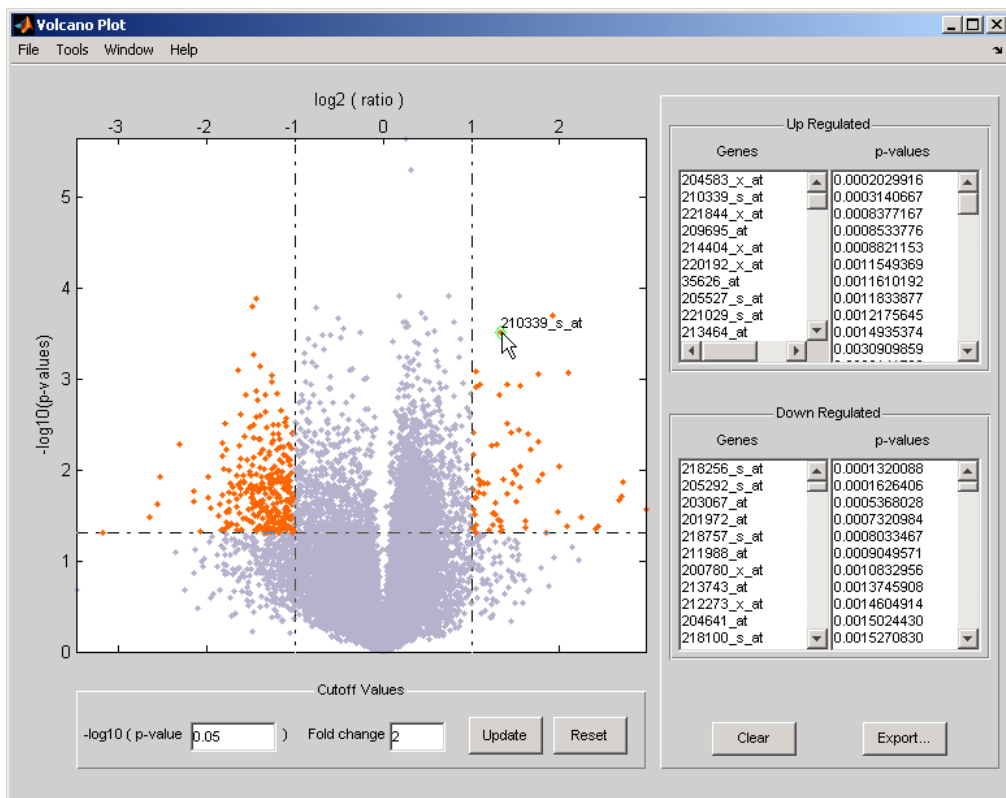 Volcano Plot
File Tools Window Help
log2 ( ratio )
-3 -2 -1 0 1 2
-log10(p-values)
5
4
3
2
1
0
210339_s_at
Up Regulated
Genes p-values
204583_x_at 0.0002029916
210339_s_at 0.0003140667
221844_x_at 0.0008377167
209695_at 0.0008533776
214404_x_at 0.0008821153
220192_x_at 0.0011549369
35626_at 0.0011610192
205527_s_at 0.0011833877
221029_s_at 0.0012175645
213464_at 0.0014935374
0.0030909859
Down Regulated
Genes p-values
218256_s_at 0.0001320088
205292_s_at 0.0001626406
203067_at 0.0005368028
201972_at 0.0007320984
218757_s_at 0.0008033467
211988_at 0.0009049571
200780_x_at 0.0010832956
213743_at 0.0013745908
212273_x_at 0.0014604914
204641_at 0.0015024430
218100_s_at 0.0015270830
Cutoff Values
-log10 ( p-value 0.05 ) Fold change 2 Update Reset
Clear Export...